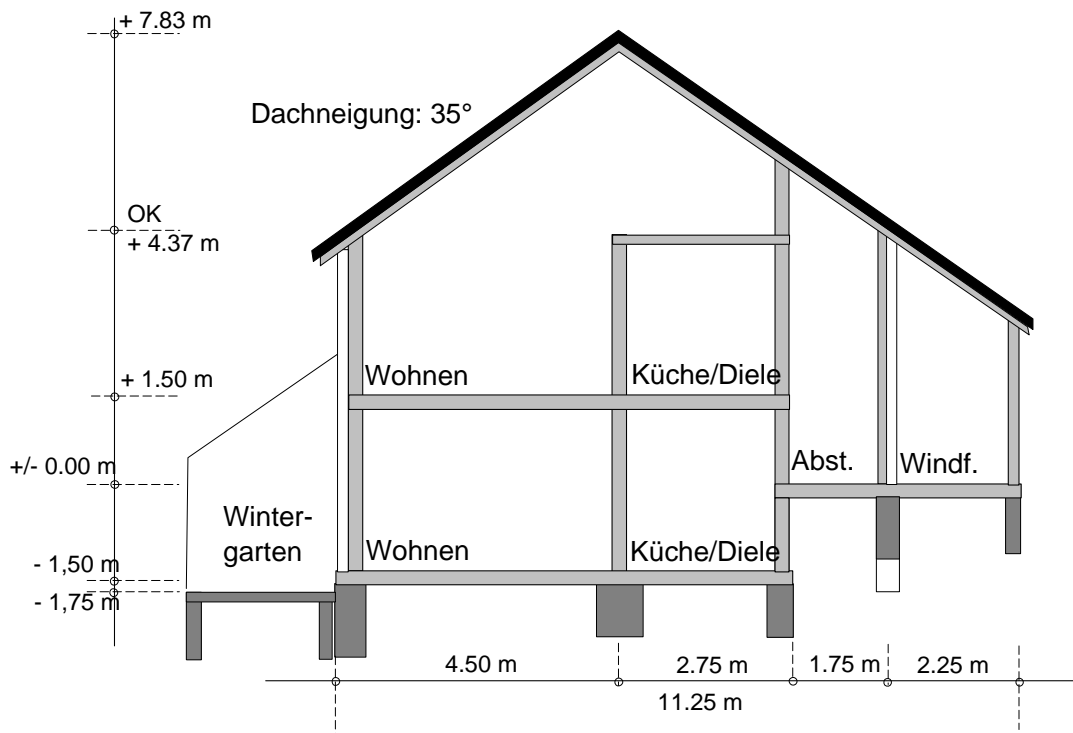 + 7.83 m
Dachneigung: 35°
OK
+ 4.37 m
+ 1.50 m
Wohnen
Küche/Diele
+/- 0.00 m
Abst.
Windf.
Winter-
garten
Wohnen
Küche/Diele
- 1,50 m
- 1,75 m
4.50 m
2.75 m
1.75 m
2.25 m
11.25 m